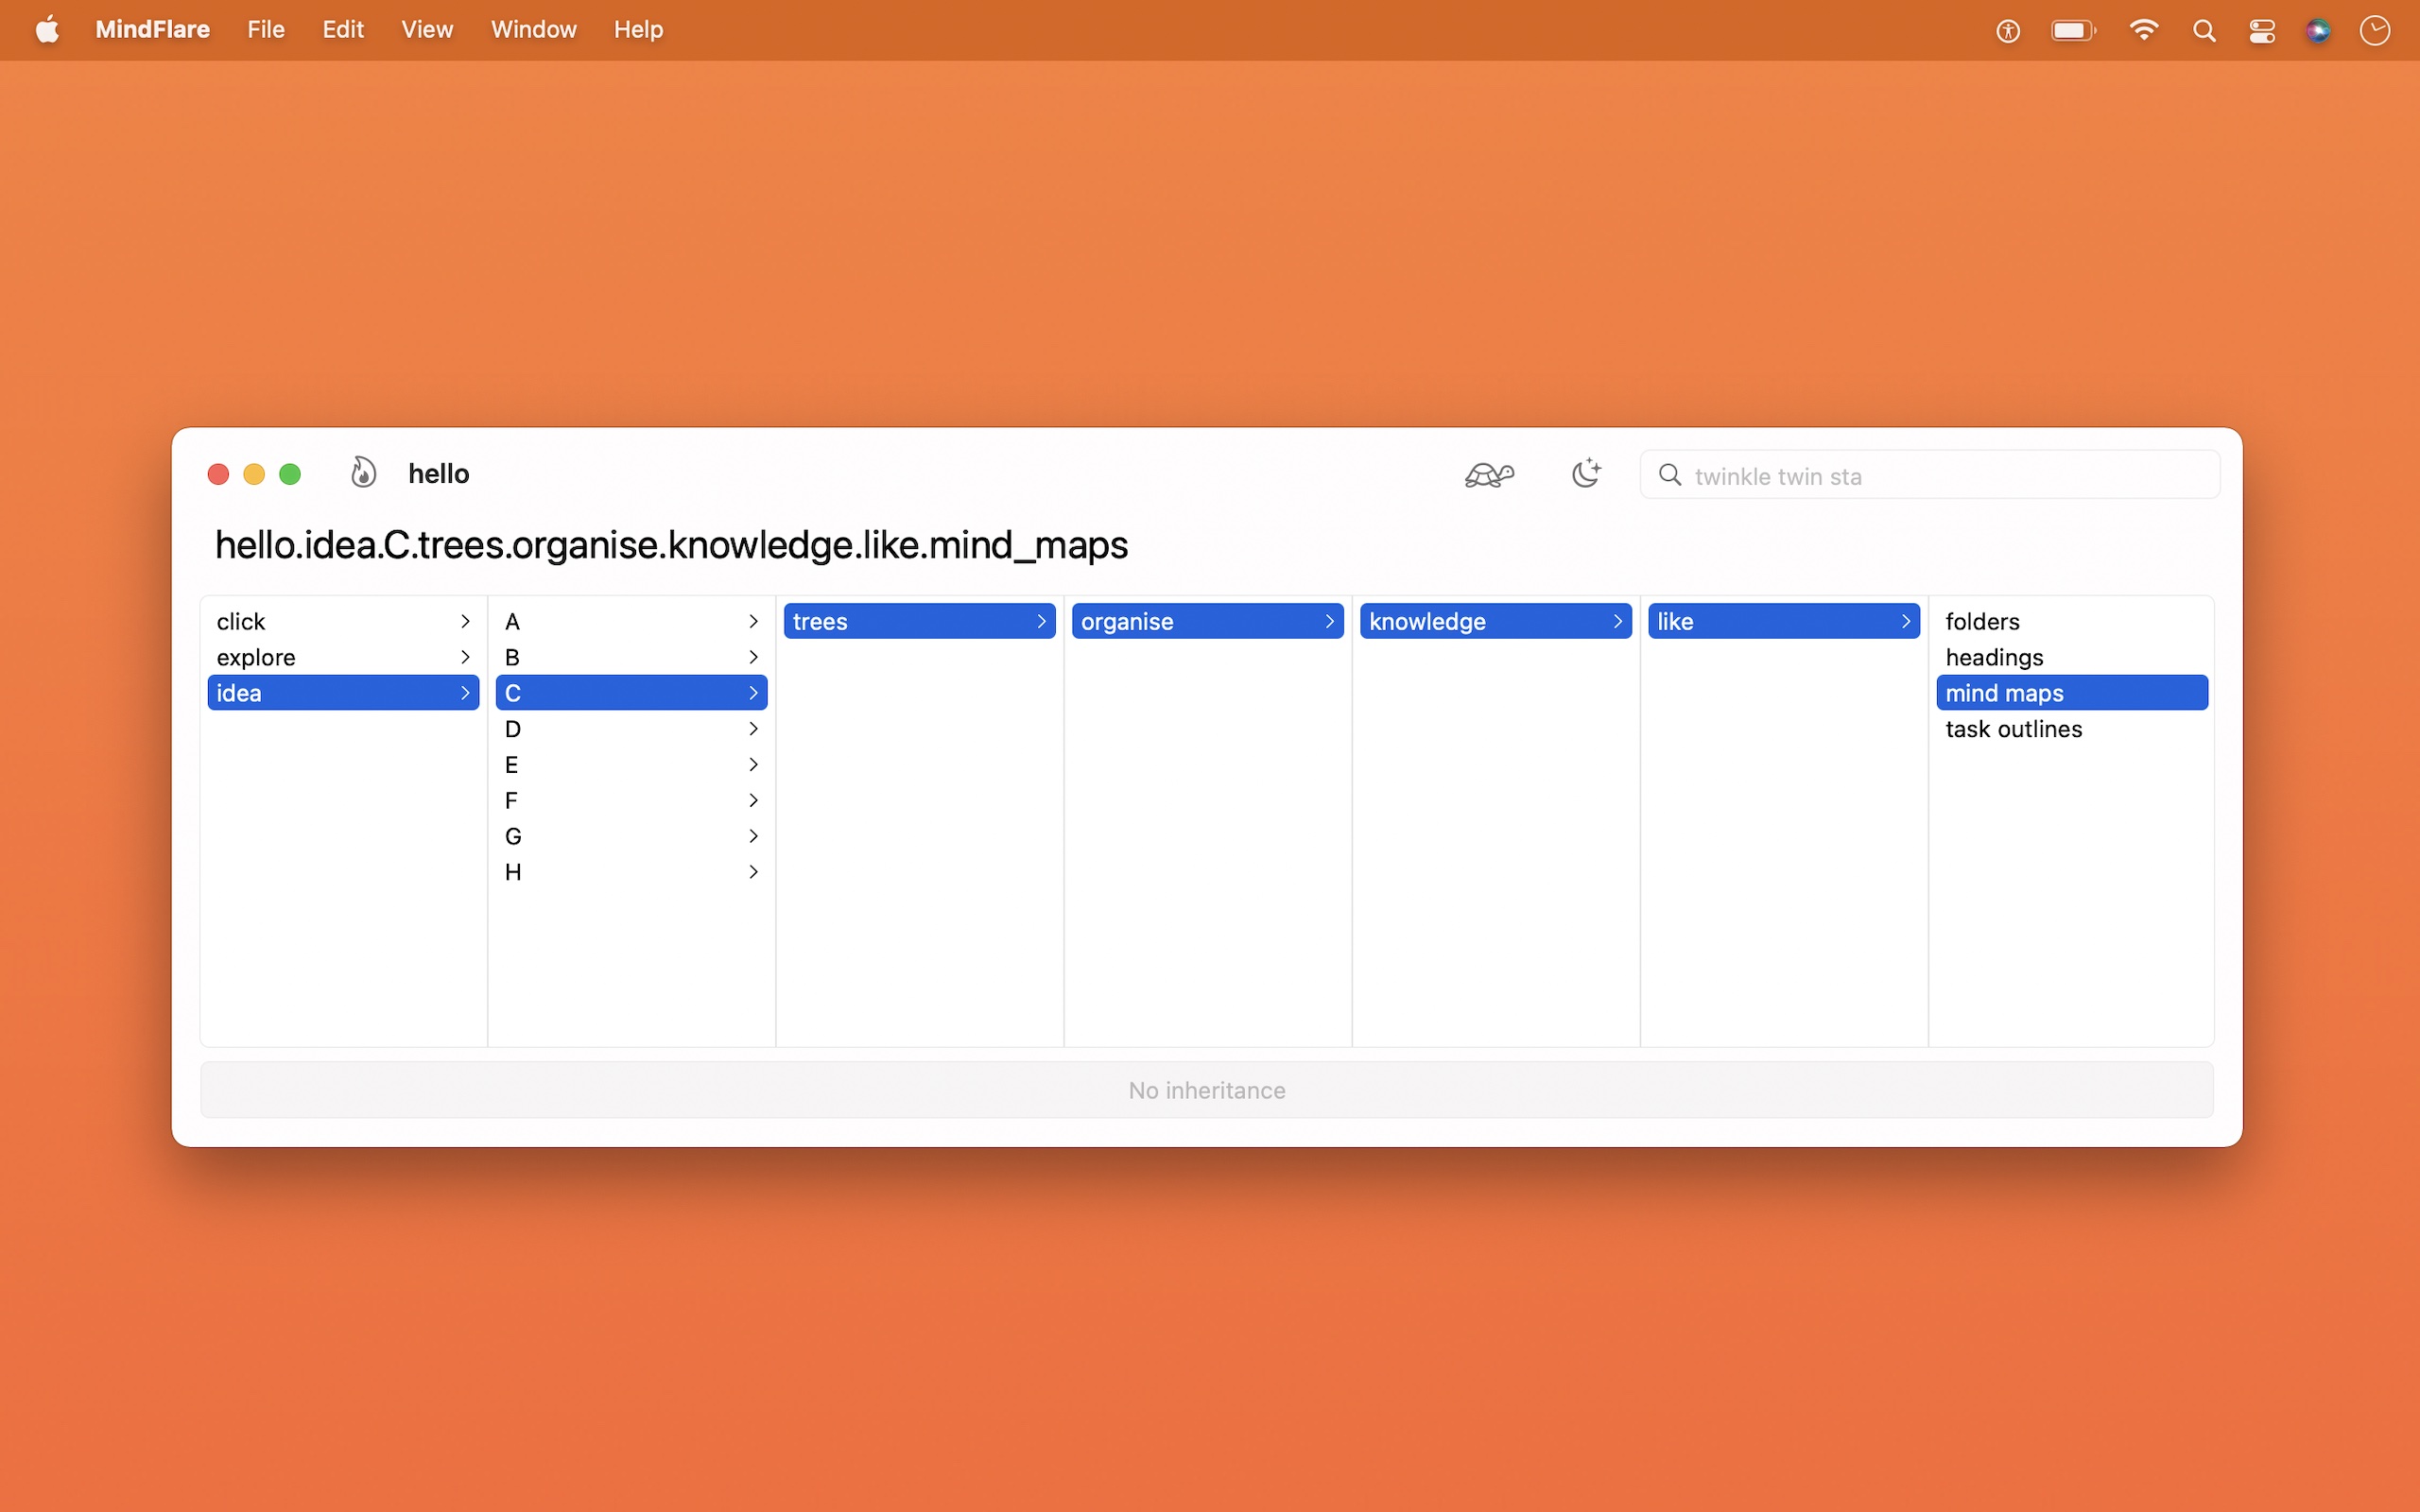 MindFlare File Edit View Window Help
hello
twinkle twin sta
hello.idea.C.trees.organise.knowledge.like.mind_maps
click
explore
idea
A
B
C
D
E
F
G
H
trees
organise
knowledge
like
folders
headings
mind maps
task outlines
No inheritance